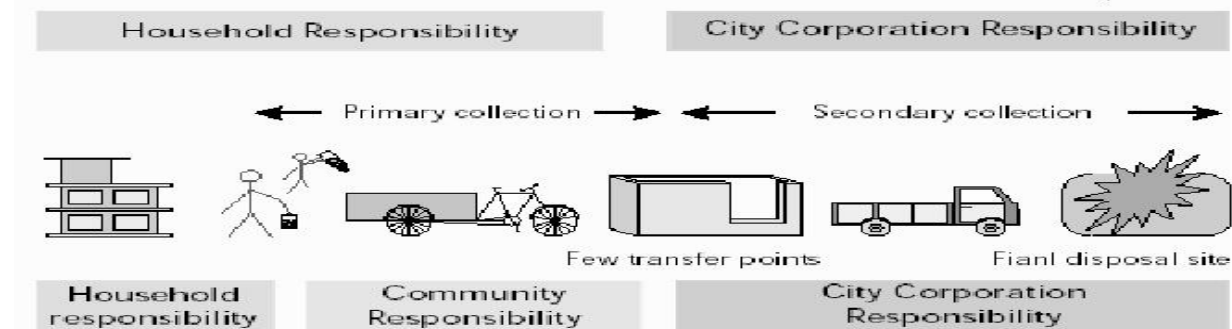 Household Responsibility
City Corporation Responsibility
Primary collection
Secondary collection
Few transfer points
Fianl disposal site
Household
responsibility
Community
Responsibility
City Corporation
Responsibility